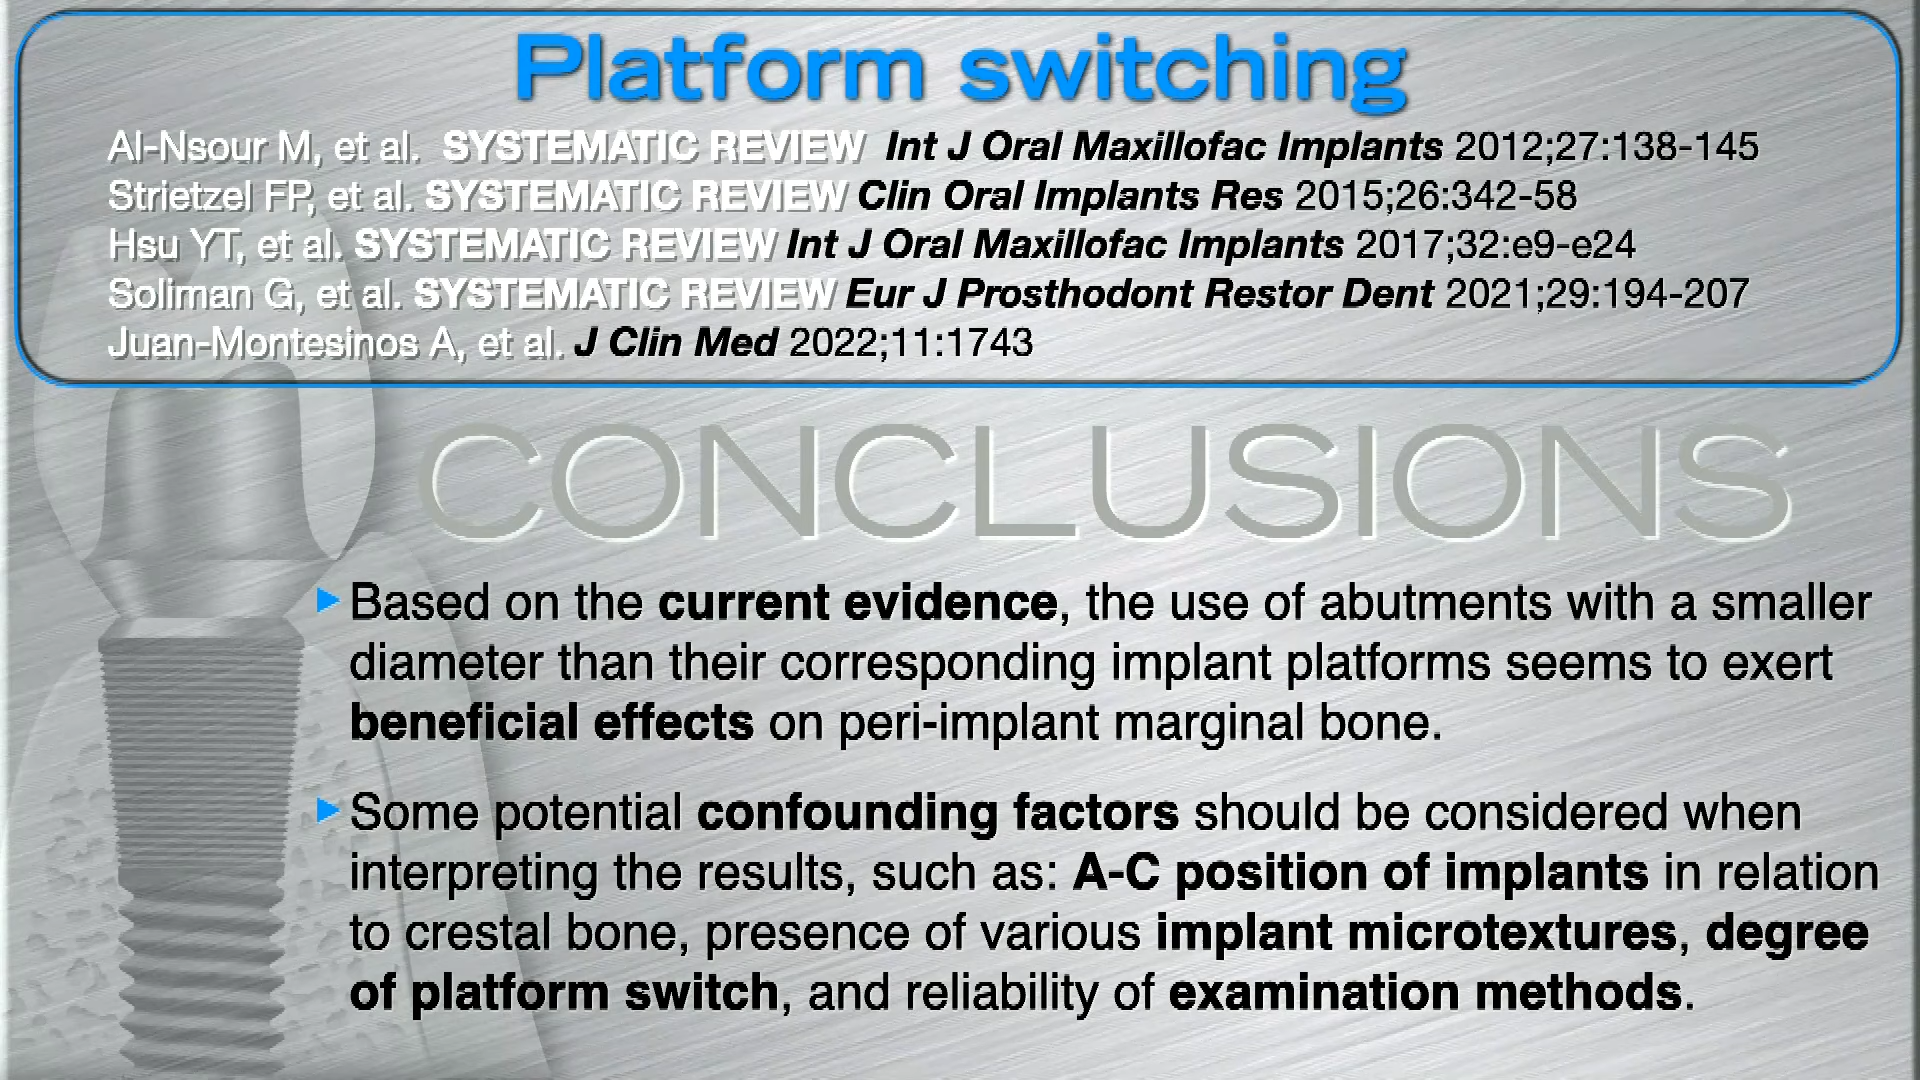 Platform switching
Al-Nsour M, et al. SYSTEMATIC REVIEW Int J Oral Maxillofac Implants 2012;27:138-145
Strietzel FP, et al. SYSTEMATIC REVIEW Clin Oral Implants Res 2015;26:342-58
Hsu YT, et al. SYSTEMATIC REVIEW Int J Oral Maxillofac Implants 2017;32:e9-e24
Soliman G, et al. SYSTEMATIC REVIEW Eur J Prosthodont Restor Dent 2021;29:194-207
Juan-Montesinos A, et al. J Clin Med 2022;11:1743
CONCLUSIONS
▸Based on the current evidence, the use of abutments with a smaller
diameter than their corresponding implant platforms seems to exert
beneficial effects on peri-implant marginal bone.
▸Some potential confounding factors should be considered when
interpreting the results, such as: A-C position of implants in relation
to crestal bone, presence of various implant microtextures, degree
of platform switch, and reliability of examination methods.